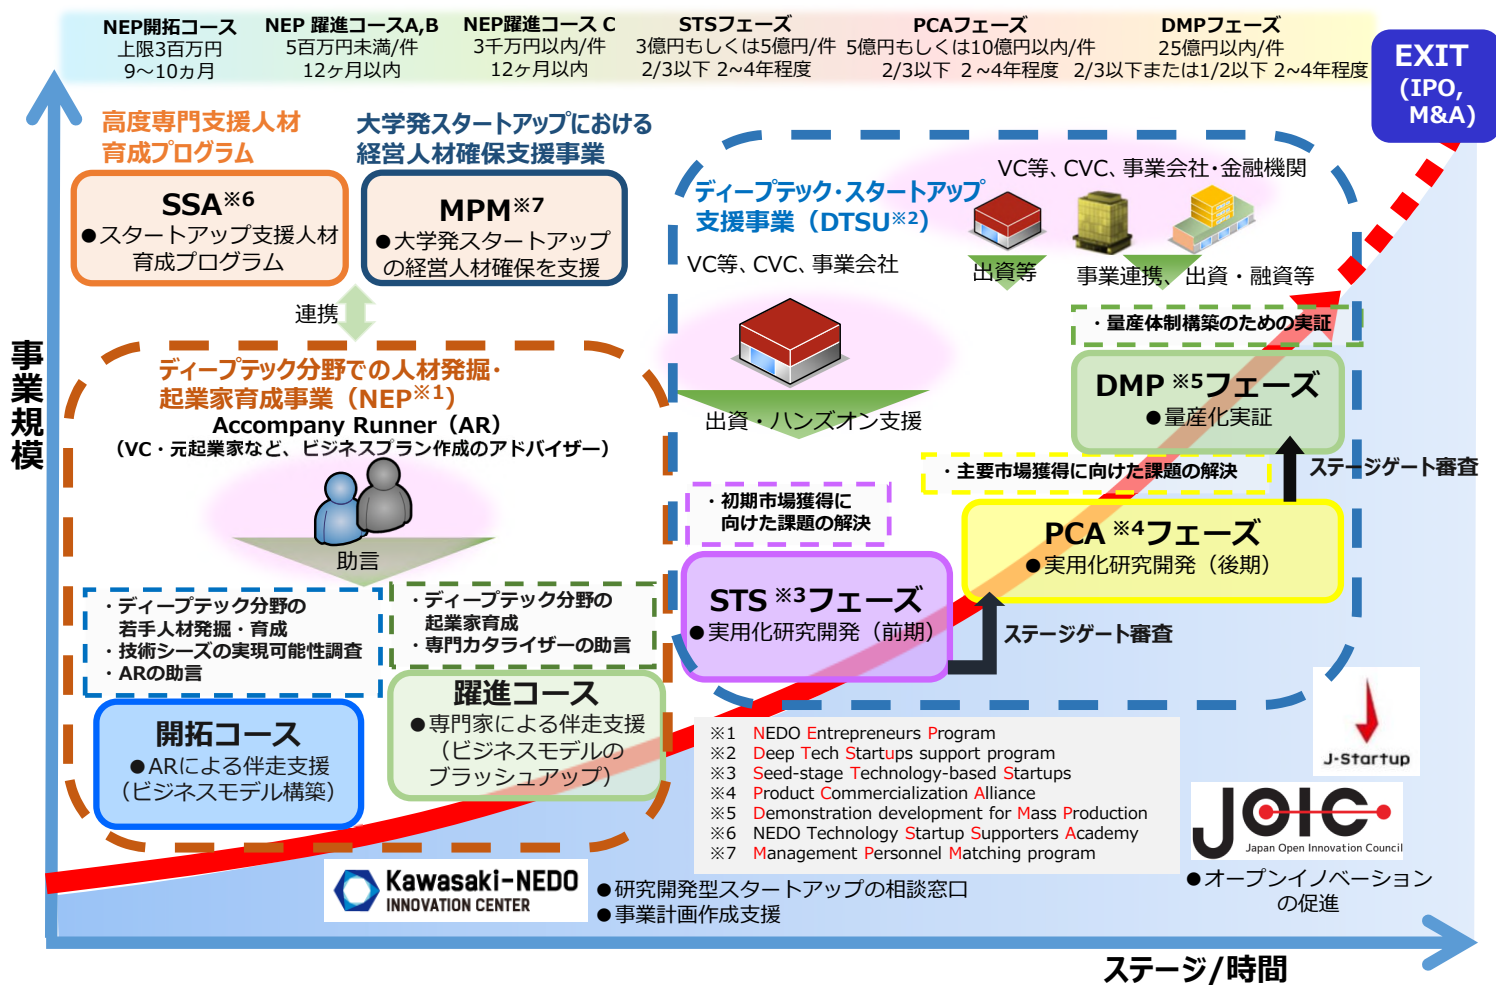 NEP開拓コース
上限3百万円
9～10ヵ月
NEP 躍進コースA,B
5百万円未満/件
12ヶ月以内
NEP躍進コース C
3千万円以内/件
12ヶ月以内
STSフェーズ
3億円もしくは5億円/件
2/3以下 2~4年程度
PCAフェーズ
5億円もしくは10億円以内/件
2/3以下 2~4年程度
DMPフェーズ
25億円以内/件
2/3以下または1/2以下 2~4年程度
EXIT
(IPO,
M&A)
事業規模
高度専門支援人材
育成プログラム
SSA※6
●スタートアップ支援人材
育成プログラム
大学発スタートアップにおける
経営人材確保支援事業
MPM※7
●大学発スタートアップ
の経営人材確保を支援
連携
ディープテック分野での人材発掘・
起業家育成事業（NEP※1）
Accompany Runner（AR）
（VC・元起業家など、ビジネスプラン作成のアドバイザー）
助言
・ディープテック分野の
若手人材発掘・育成
・技術シーズの実現可能性調査
・ARの助言
開拓コース
●ARによる伴走支援
（ビジネスモデル構築）
・ディープテック分野の
起業家育成
・専門カタライザーの助言
躍進コース
●専門家による伴走支援
（ビジネスモデルの
ブラッシュアップ）
ディープテック・スタートアップ
支援事業（DTSU※2）
VC等、CVC、事業会社
出資・ハンズオン支援
VC等、CVC、事業会社・金融機関
出資等
事業連携、出資・融資等
・初期市場獲得に
向けた課題の解決
STS※3フェーズ
●実用化研究開発（前期）
ステージゲート審査
・主要市場獲得に向けた課題の解決
PCA※4フェーズ
●実用化研究開発（後期）
ステージゲート審査
・量産体制構築のための実証
DMP※5フェーズ
●量産化実証
※1 NEDO Entrepreneurs Program
※2 Deep Tech Startups support program
※3 Seed-stage Technology-based Startups
※4 Product Commercialization Alliance
※5 Demonstration development for Mass Production
※6 NEDO Technology Startup Supporters Academy
※7 Management Personnel Matching program
J-Startup
JOIC
Japan Open Innovation Council
●オープンイノベーション
の促進
Kawasaki-NEDO
INNOVATION CENTER
●研究開発型スタートアップの相談窓口
●事業計画作成支援
ステージ/時間